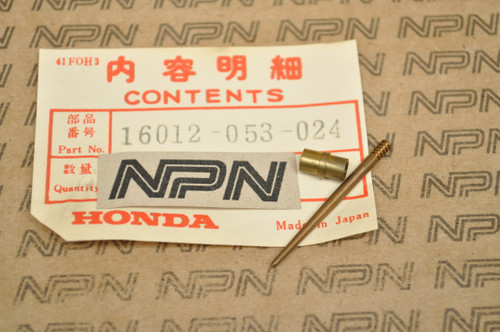 41FOH3
内容明細
CONTENTS
部品
番号
Part No.
16012-053-024
数量
Quantity
NPN
HONDA
Made in Japan